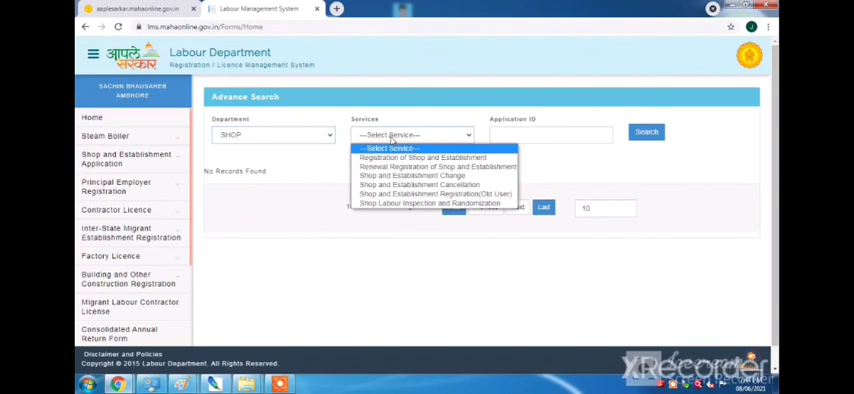 aaplesarkar.mahaonline.gov.in
Labour Management System
lms.mahaonline.gov.in/Forms/Home
J
आपले
सरकार
Labour Department
Registration / Licence Management System
SACHIN BHAUSAHEB
AMBHORE
Home
Steam Boiler
Shop and Establishment
Application
Principal Employer
Registration
Contractor Licence
Inter-State Migrant
Establishment Registration
Factory Licence
Building and Other
Construction Registration
Migrant Labour Contractor
License
Consolidated Annual
Return Form
Advance Search
Department
Services
Application ID
SHOP
---Select Service---
Search
---Select Service---
Registration of Shop and Establishment
Renewal Registration of Shop and Establishment
Shop and Establishment Change
Shop and Establishment Cancellation
Shop and Establishment Registration(Old User)
Shop Labour Inspection and Randomization
No Records Found
Last
10
Disclaimer and Policies
Copyright © 2015 Labour Department. All Rights Reserved.
XRecorder
08/06/2021